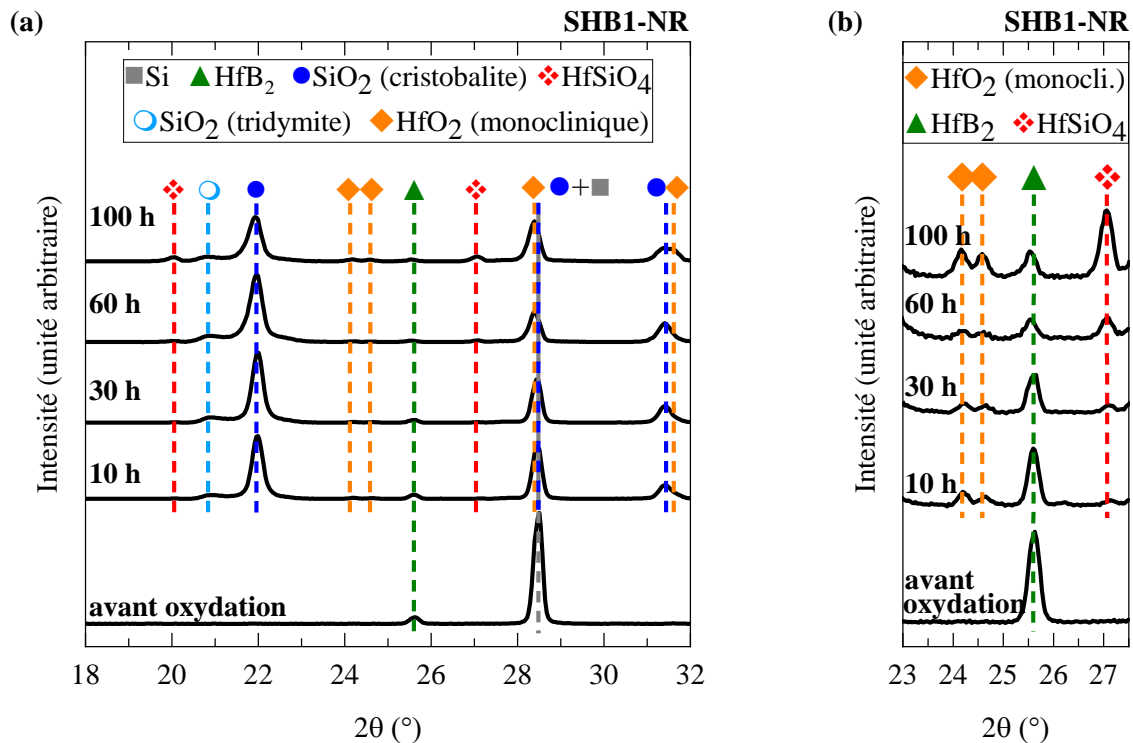 (a) SHB1-NR
Si HfB₂ SiO₂ (cristobalite) HfSiO₄
SiO₂ (tridymite) HfO₂ (monoclinique)
+
100 h
60 h
30 h
10 h
avant oxydation
Intensité (unité arbitraire)
18 20 22 24 26 28 30 32
2θ (°)
(b) SHB1-NR
HfO₂ (monocli.)
HfB₂ HfSiO₄
100 h
60 h
30 h
10 h
avant
oxydation
Intensité (unité arbitraire)
23 24 25 26 27
2θ (°)